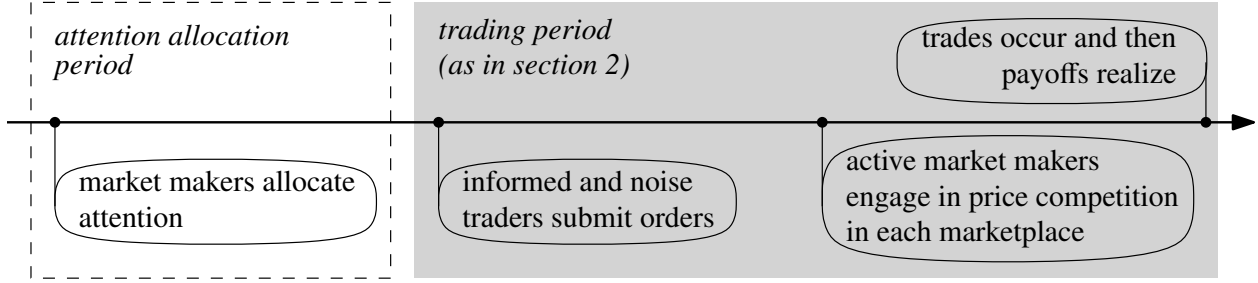 attention allocation
period
trading period
(as in section 2)
trades occur and then
payoffs realize
market makers allocate
attention
informed and noise
traders submit orders
active market makers
engage in price competition
in each marketplace